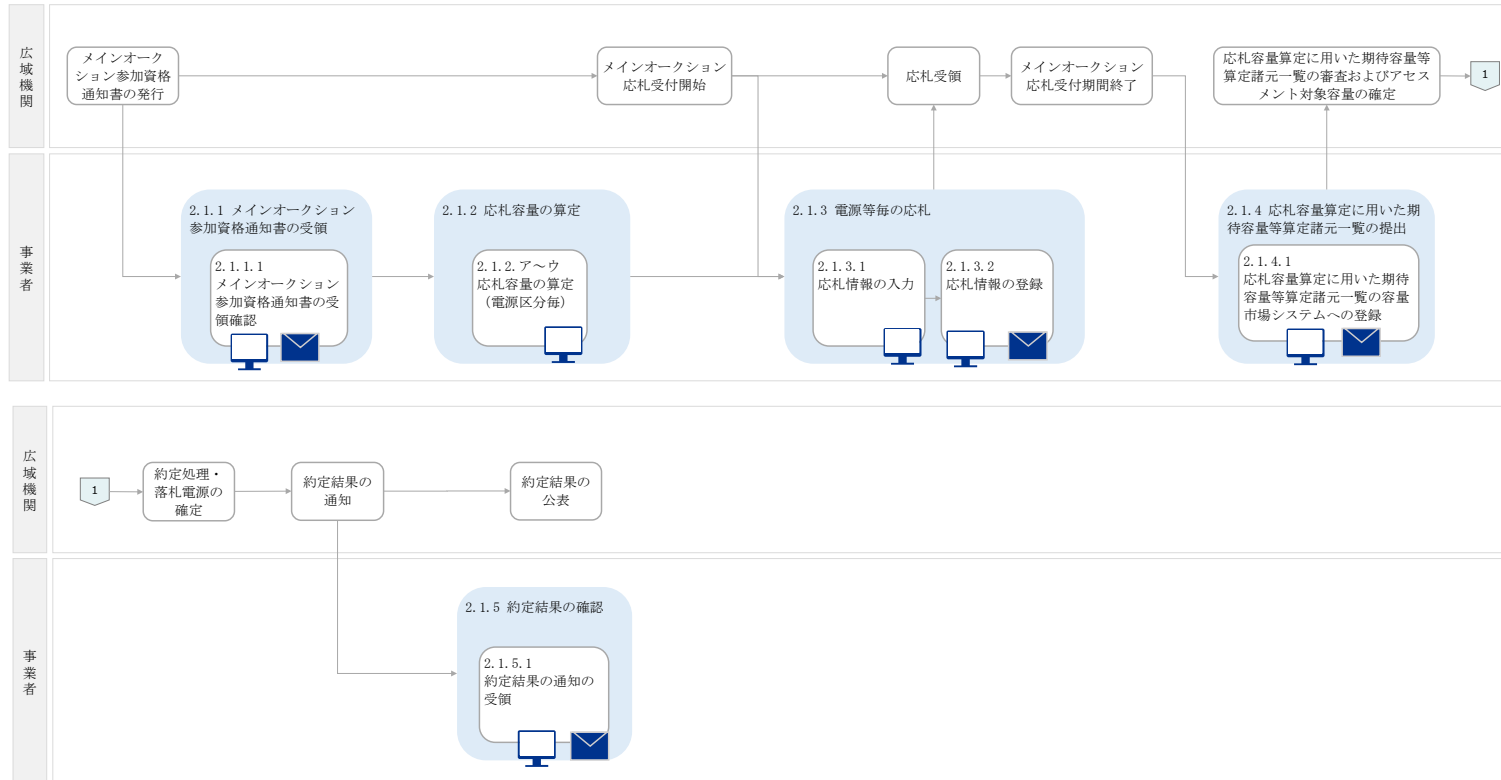 広域機関
メインオーク
ション参加資格
通知書の発行
メインオークション
応札受付開始
応札受領
メインオークション
応札受付期間終了
応札容量算定に用いた期待容量等
算定諸元一覧の審査およびアセス
メント対象容量の確定
1
事業者
2.1.1 メインオークション
参加資格通知書の受領
2.1.1.1
メインオークション
参加資格通知書の受
領確認
2.1.2 応札容量の算定
2.1.2.ア～ウ
応札容量の算定
（電源区分毎）
2.1.3 電源等毎の応札
2.1.3.1
応札情報の入力
2.1.3.2
応札情報の登録
2.1.4 応札容量算定に用いた期
待容量等算定諸元一覧の提出
2.1.4.1
応札容量算定に用いた期待
容量等算定諸元一覧の容量
市場システムへの登録
広域機関
1
約定処理・
落札電源の
確定
約定結果の
通知
約定結果の
公表
事業者
2.1.5 約定結果の確認
2.1.5.1
約定結果の通知の
受領